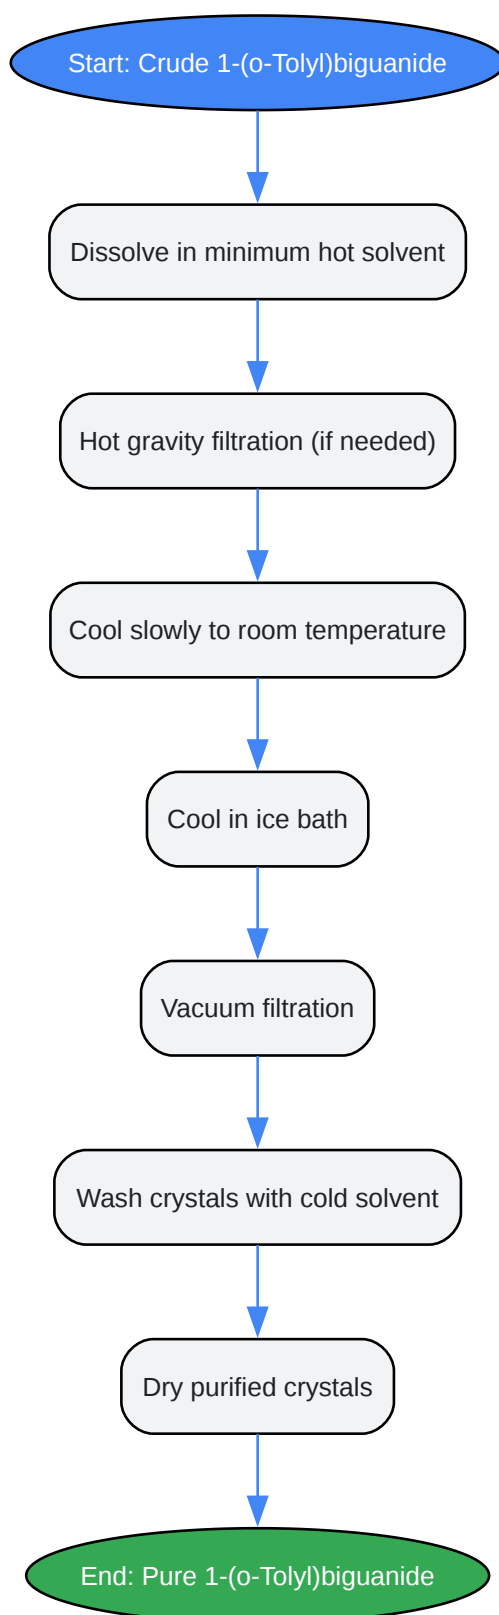 Start: Crude 1-(o-Tolyl)biguanide
Dissolve in minimum hot solvent
Hot gravity filtration (if needed)
Cool slowly to room temperature
Cool in ice bath
Vacuum filtration
Wash crystals with cold solvent
Dry purified crystals
End: Pure 1-(o-Tolyl)biguanide